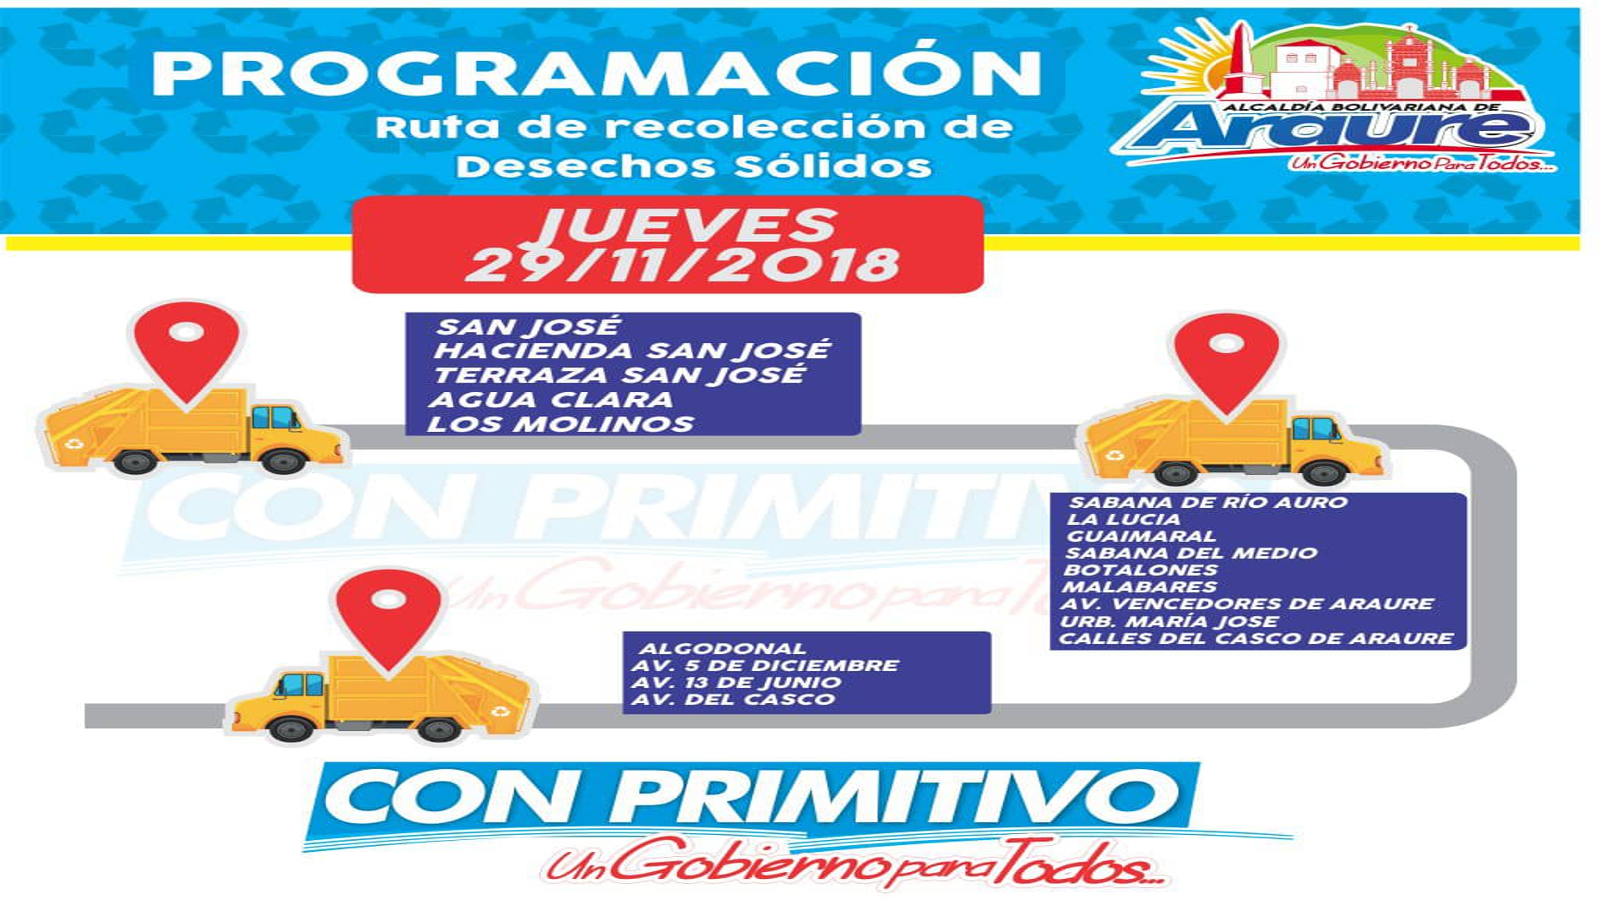 PROGRAMACIÓN
Ruta de recolección de
Desechos Sólidos
ALCALDÍA BOLIVARIANA DE
Araure
Un Gobierno Para Todos...
JUEVES
29/11/2018
SAN JOSÉ
HACIENDA SAN JOSÉ
TERRAZA SAN JOSÉ
AGUA CLARA
LOS MOLINOS
SABANA DE RÍO AURO
LA LUCIA
GUAIMARAL
SABANA DEL MEDIO
BOTALONES
MALABARES
AV. VENCEDORES DE ARAURE
URB. MARÍA JOSE
CALLES DEL CASCO DE ARAURE
CON PRIMITIV
Un Gobierno para To
ALGODONAL
AV. 5 DE DICIEMBRE
AV. 13 DE JUNIO
AV. DEL CASCO
CON PRIMITIVO
Un Gobierno para Todos...